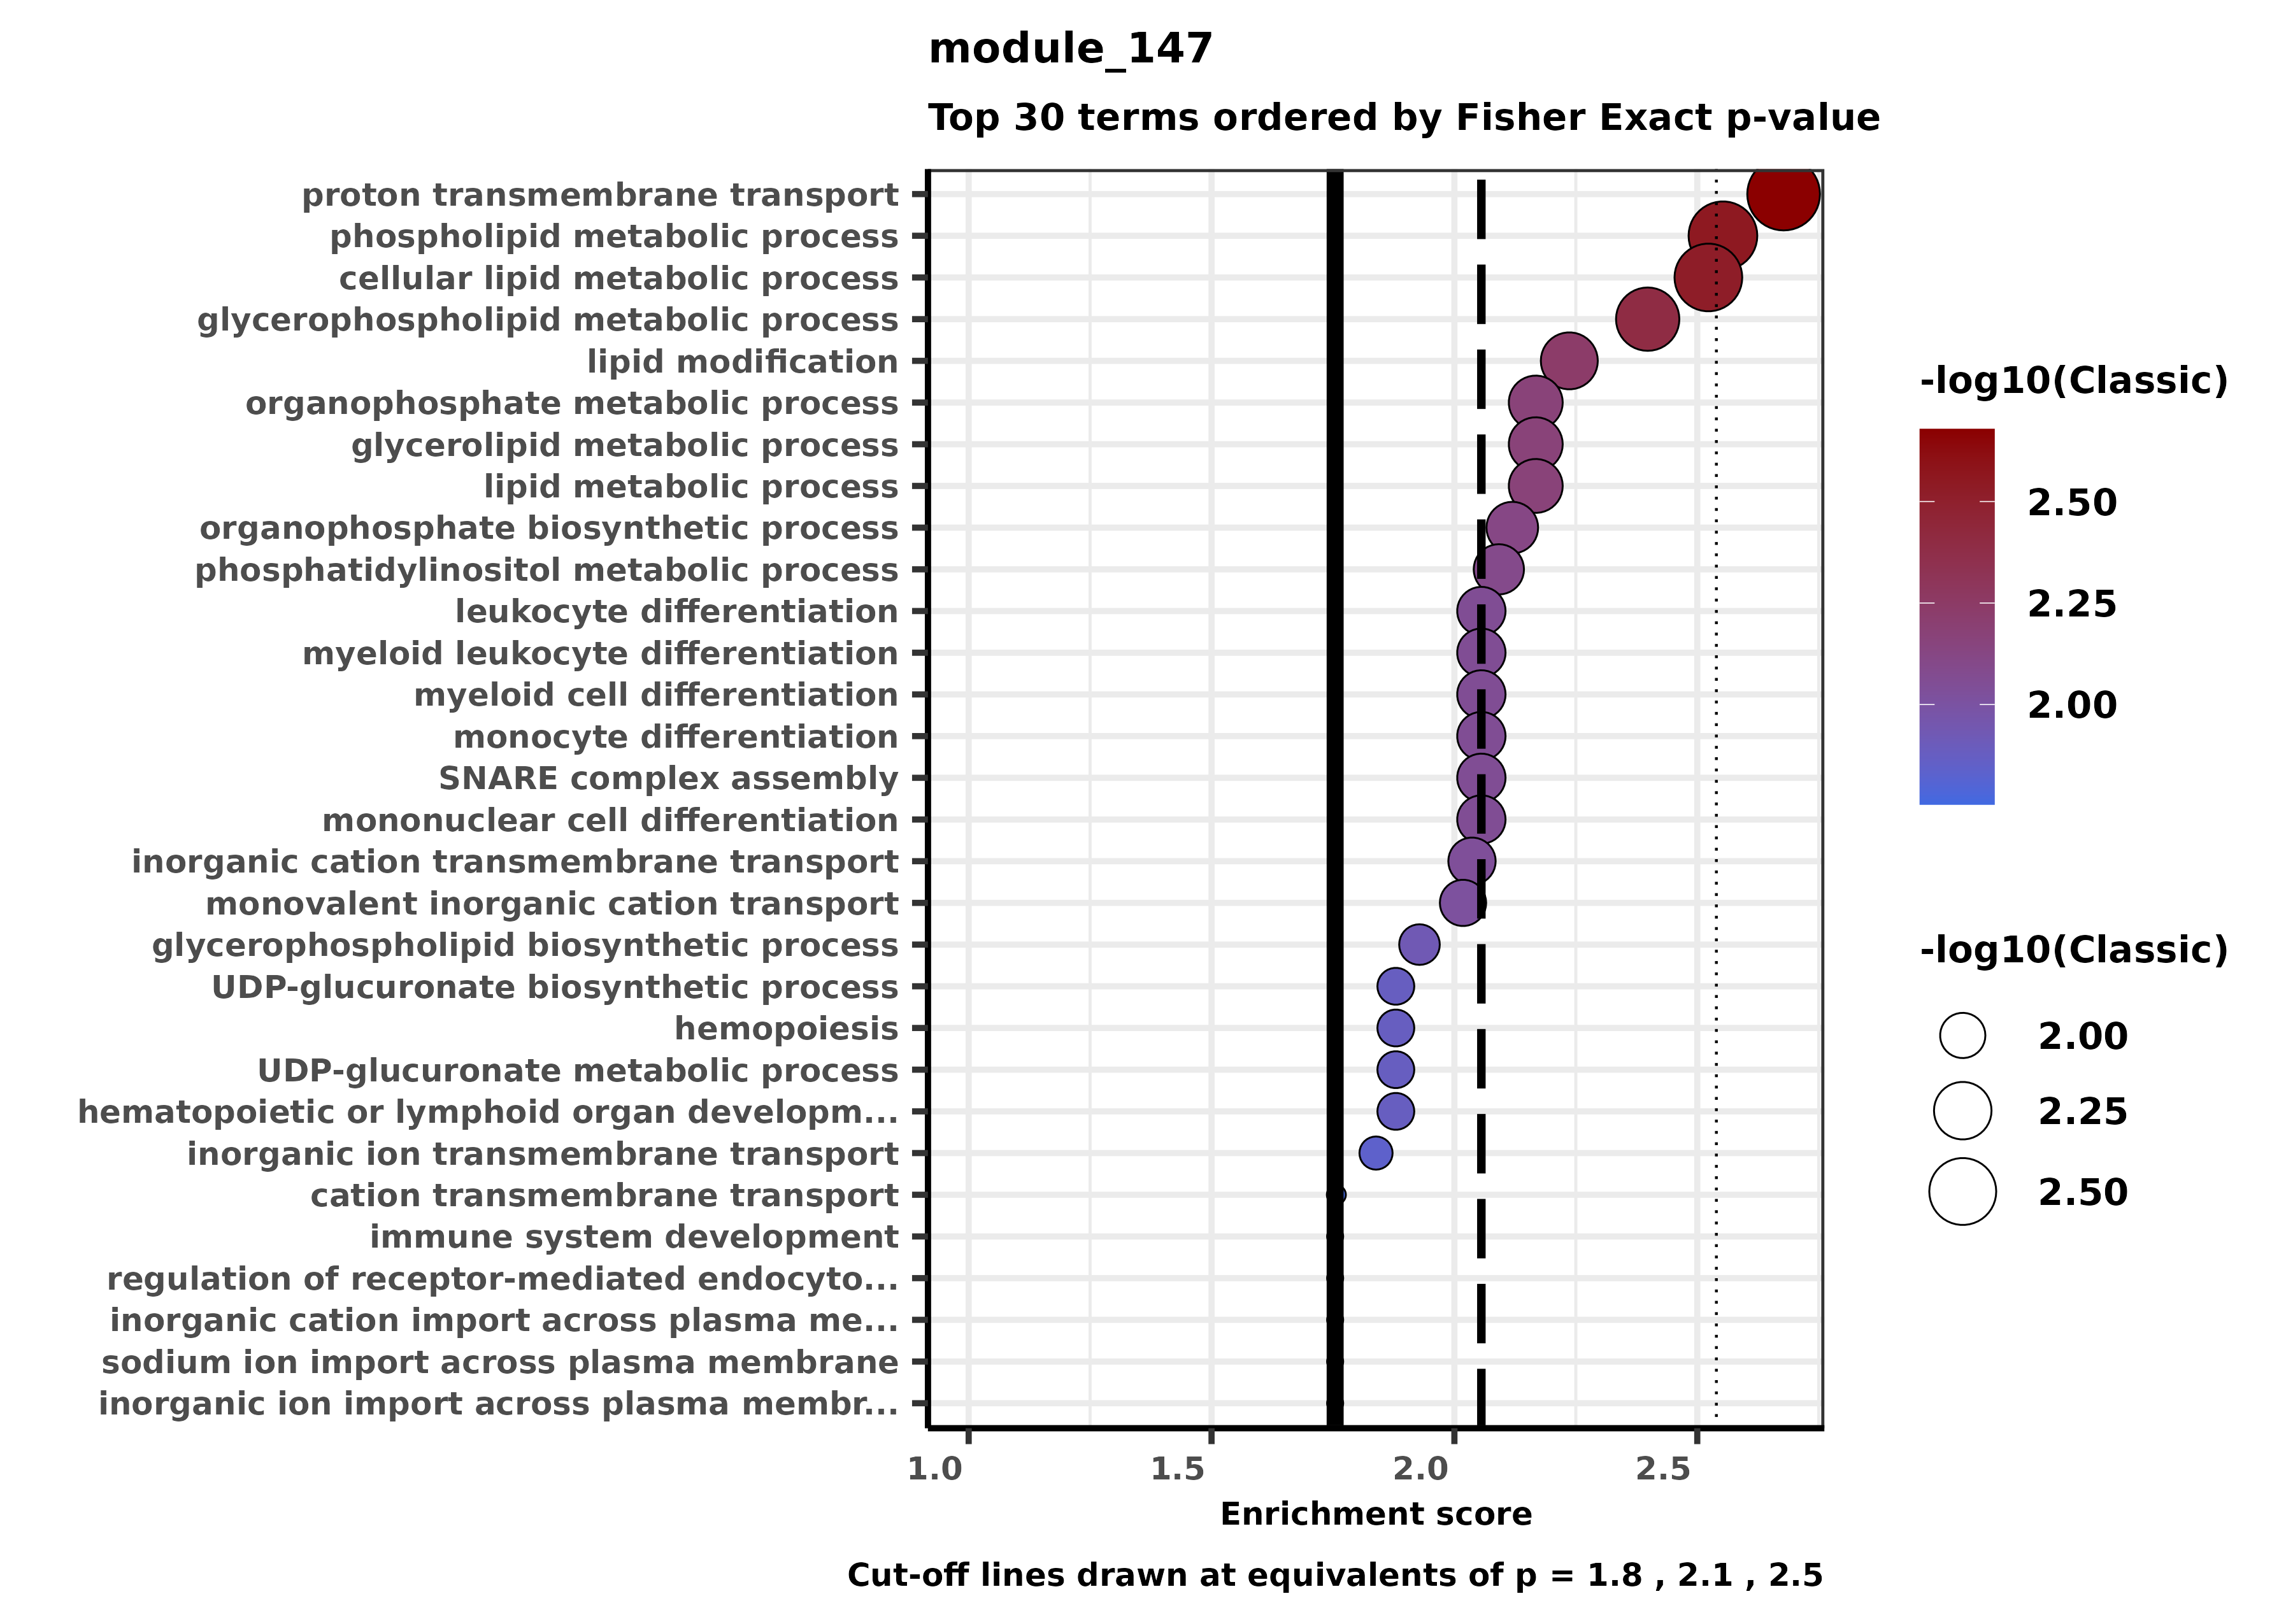 module_147
Top 30 terms ordered by Fisher Exact p-value
proton transmembrane transport
phospholipid metabolic process
cellular lipid metabolic process
glycerophospholipid metabolic process
lipid modification
organophosphate metabolic process
glycerolipid metabolic process
lipid metabolic process
organophosphate biosynthetic process
phosphatidylinositol metabolic process
leukocyte differentiation
myeloid leukocyte differentiation
myeloid cell differentiation
monocyte differentiation
SNARE complex assembly
mononuclear cell differentiation
inorganic cation transmembrane transport
monovalent inorganic cation transport
glycerophospholipid biosynthetic process
UDP-glucuronate biosynthetic process
hemopoiesis
UDP-glucuronate metabolic process
hematopoietic or lymphoid organ developm...
inorganic ion transmembrane transport
cation transmembrane transport
immune system development
regulation of receptor-mediated endocyto...
inorganic cation import across plasma me...
sodium ion import across plasma membrane
inorganic ion import across plasma membr...
1.0 1.5 2.0 2.5
Enrichment score
Cut-off lines drawn at equivalents of p = 1.8 , 2.1 , 2.5
-log10(Classic)
2.50
2.25
2.00
-log10(Classic)
2.00
2.25
2.50